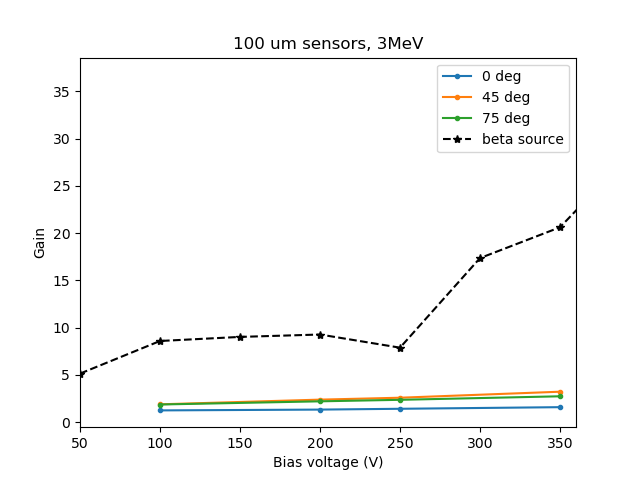 100 um sensors, 3MeV
0 deg
45 deg
75 deg
beta source
Gain
35
30
25
20
15
10
5
0
50 100 150 200 250 300 350
Bias voltage (V)